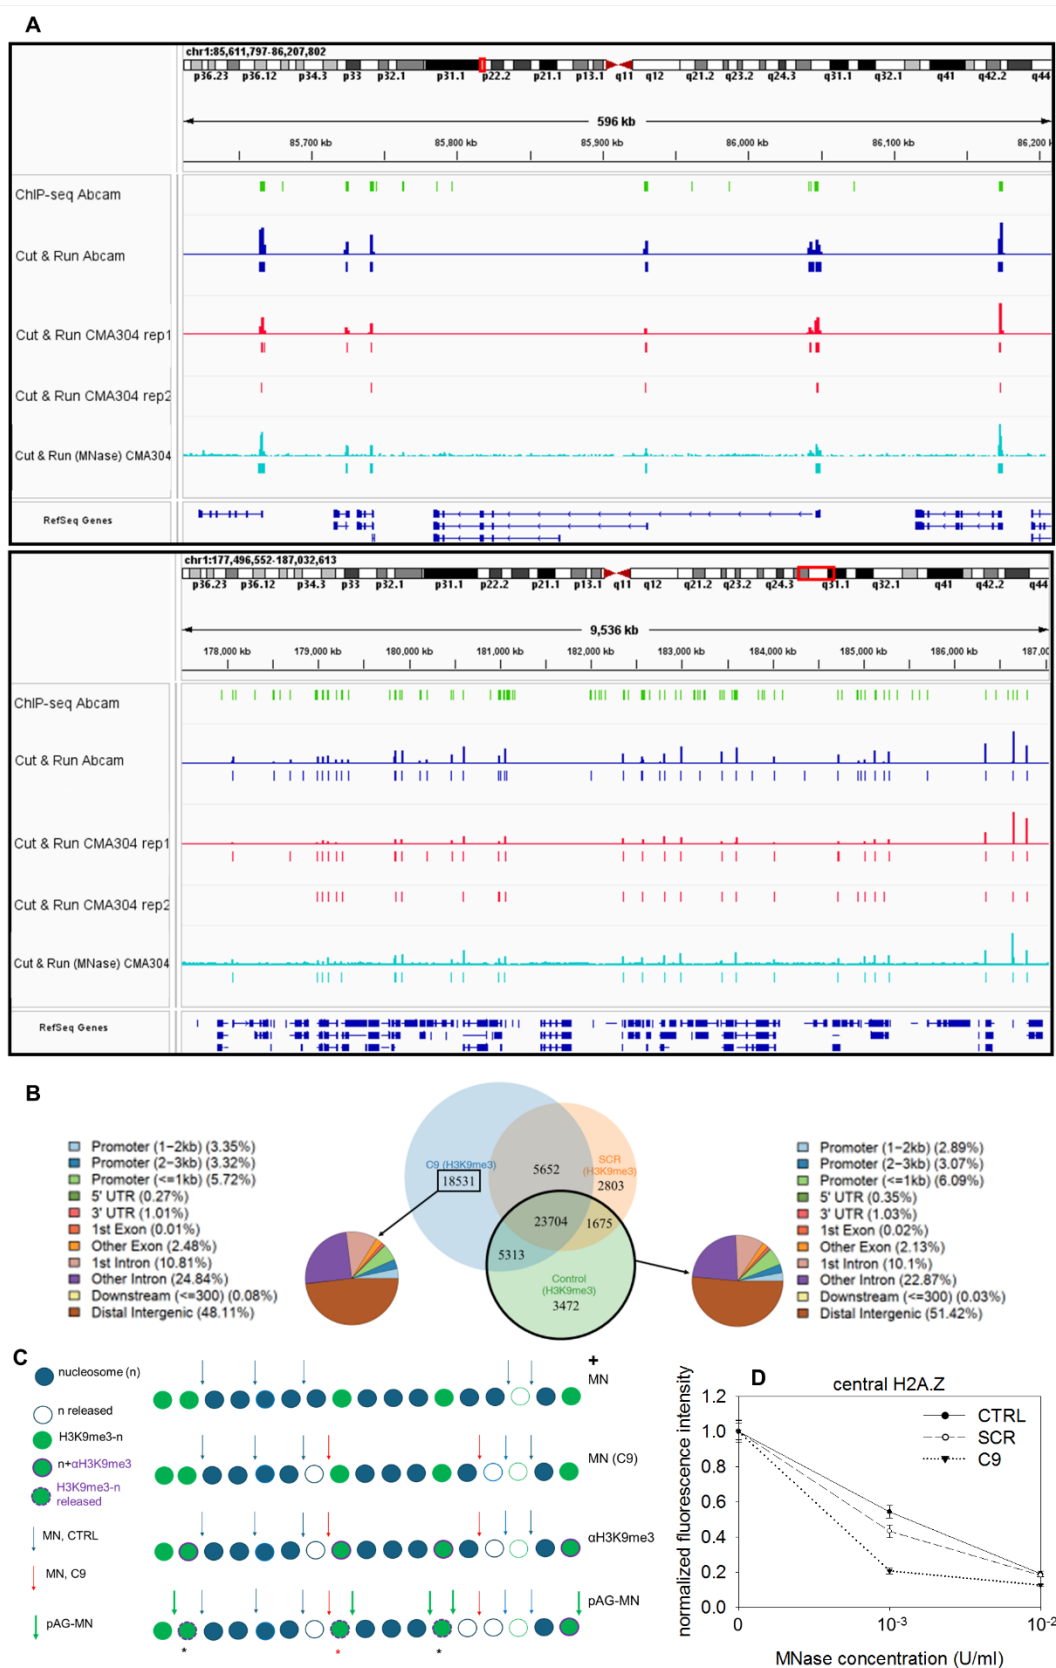 A
chr1:85,611,797-86,207,802
p36.23 p36.12 p34.3 p33 p32.1 p31.1 p22.2 p21.1 p13.1 q11 q12 q21.2 q23.2 q24.3 q31.1 q32.1 q41 q42.2 q44
596 kb
85,700 kb 85,800 kb 85,900 kb 86,000 kb 86,100 kb 86,200 k
ChIP-seq Abcam
Cut & Run Abcam
Cut & Run CMA304 rep1
Cut & Run CMA304 rep2
Cut & Run (MNase) CMA304
RefSeq Genes
chr1:177,496,552-187,032,613
p36.23 p36.12 p34.3 p33 p32.1 p31.1 p22.2 p21.1 p13.1 q11 q12 q21.2 q23.2 q24.3 q31.1 q32.1 q41 q42.2 q44
9,536 kb
178,000 kb 179,000 kb 180,000 kb 181,000 kb 182,000 kb 183,000 kb 184,000 kb 185,000 kb 186,000 kb 187,0
ChIP-seq Abcam
Cut & Run Abcam
Cut & Run CMA304 rep1
Cut & Run CMA304 rep2
Cut & Run (MNase) CMA304
RefSeq Genes
B
Promoter (1-2kb) (3.35%)
Promoter (2-3kb) (3.32%)
Promoter (<=1kb) (5.72%)
5' UTR (0.27%)
3' UTR (1.01%)
1st Exon (0.01%)
Other Exon (2.48%)
1st Intron (10.81%)
Other Intron (24.84%)
Downstream (<=300) (0.08%)
Distal Intergenic (48.11%)
C9 (H3K9me3)
18531
5652
SCR
(H3K9me3)
2803
23704
1675
5313
Control
(H3K9me3)
3472
Promoter (1-2kb) (2.89%)
Promoter (2-3kb) (3.07%)
Promoter (<=1kb) (6.09%)
5' UTR (0.35%)
3' UTR (1.03%)
1st Exon (0.02%)
Other Exon (2.13%)
1st Intron (10.1%)
Other Intron (22.87%)
Downstream (<=300) (0.03%)
Distal Intergenic (51.42%)
C
nucleosome (n)
n released
H3K9me3-n
n+αH3K9me3
H3K9me3-n
released
MN, CTRL
MN, C9
pAG-MN
+
MN
MN (C9)
αH3K9me3
pAG-MN
* * *
D
central H2A.Z
normalized fluorescence intensity
1.2
1.0
0.8
0.6
0.4
0.2
0.0
CTRL
SCR
C9
0 10-3 10-2
MNase concentration (U/ml)